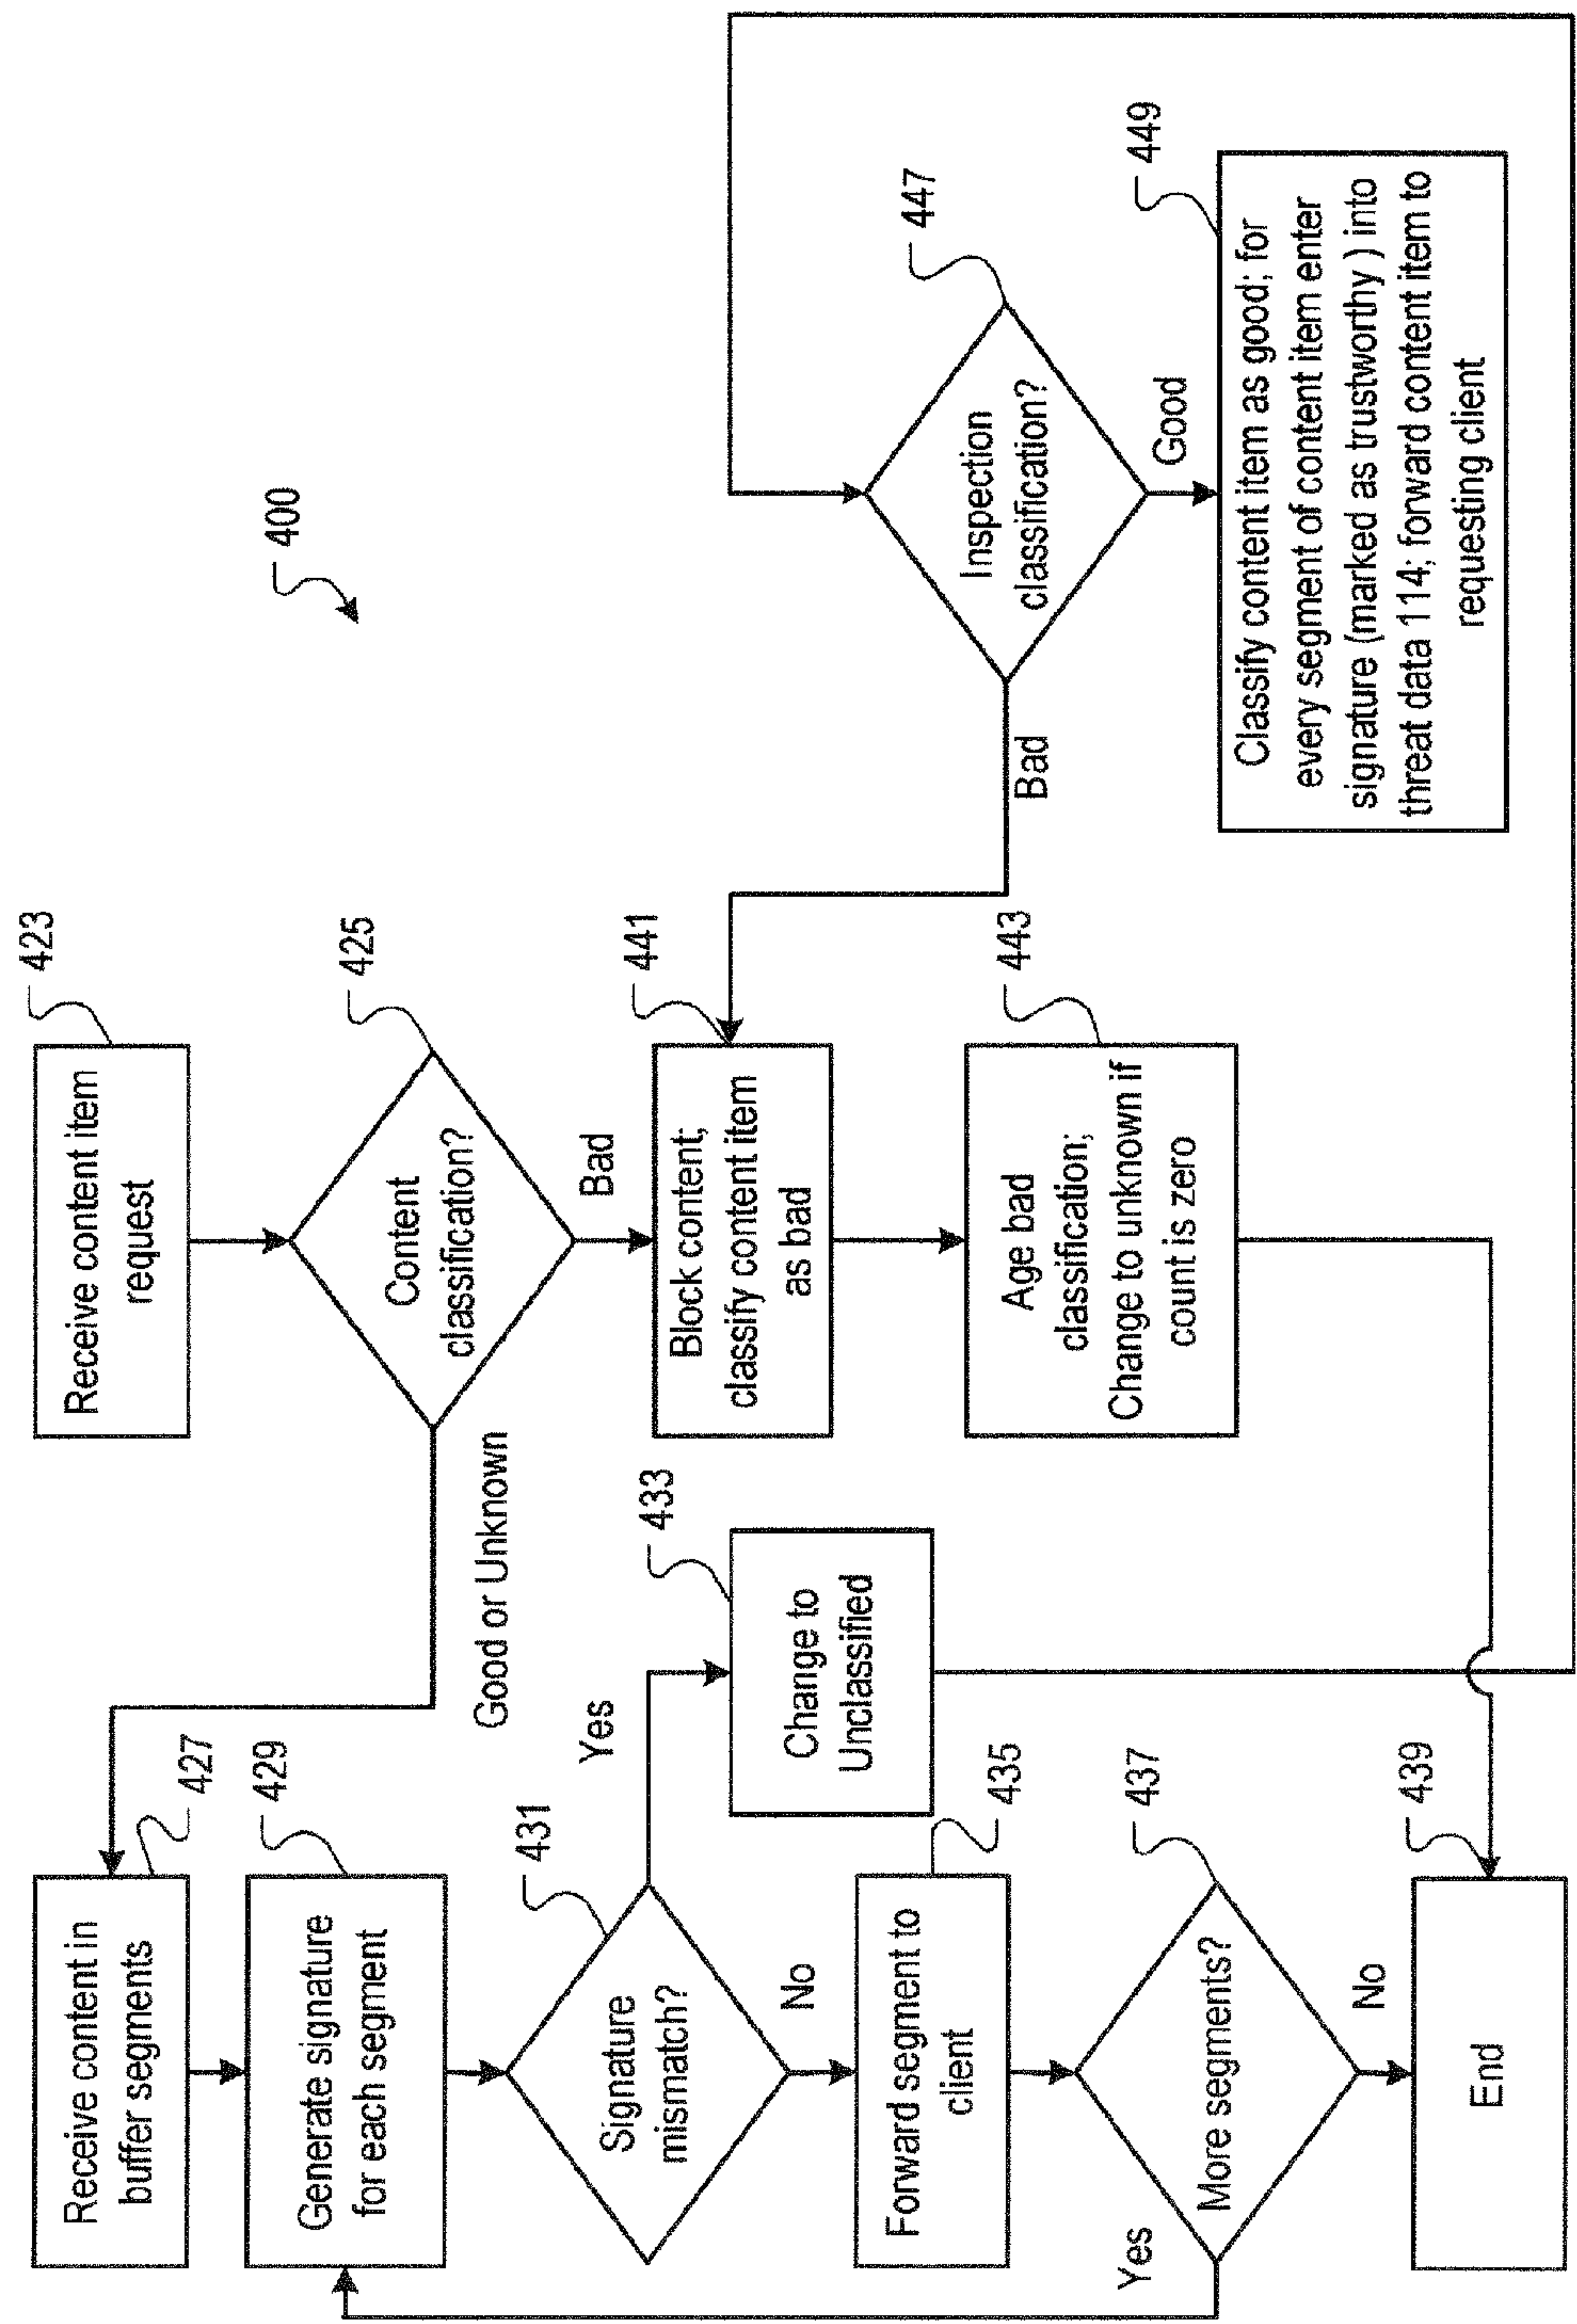 400
423
Receive content item
request
425
Content
classification?
Good or Unknown
Bad
427
Receive content in
buffer segments
429
Generate signature
for each segment
431
Signature
mismatch?
Yes
No
433
Change to
Unclassified
435
Forward segment to
client
437
More segments?
Yes
No
439
End
441
Block content;
classify content item
as bad
443
Age bad
classification;
Change to unknown if
count is zero
447
Inspection
classification?
Bad
Good
449
Classify content item as good; for
every segment of content item enter
signature (marked as trustworthy ) into
threat data 114; forward content item to
requesting client